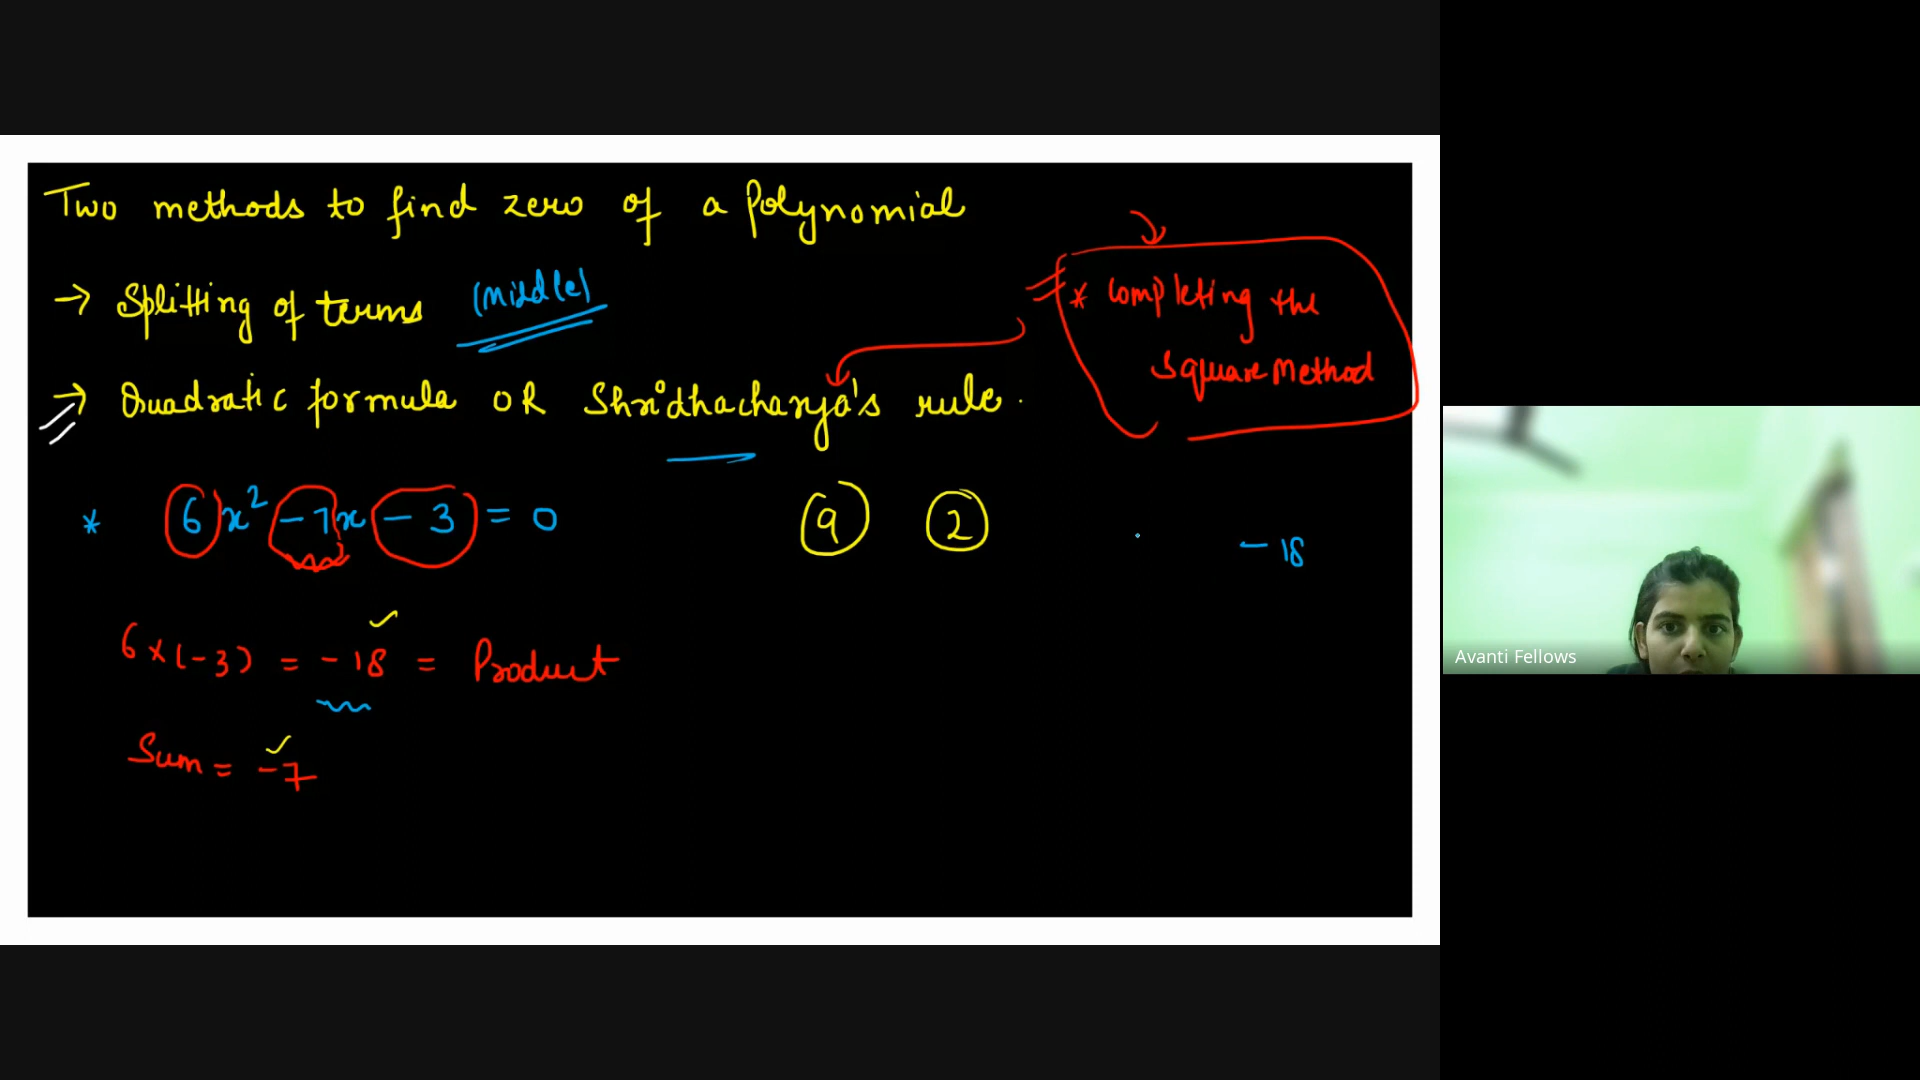 Two methods to find zero of a Polynomial
→ Splitting of terms (middle)
* Completing the
Square Method
→ Quadratic formula OR Shridhacharya's rule.
* 6x² -7x - 3 = 0
9 2
- 18
6 x (-3) = -18 = Product
Sum = -7
Avanti Fellows